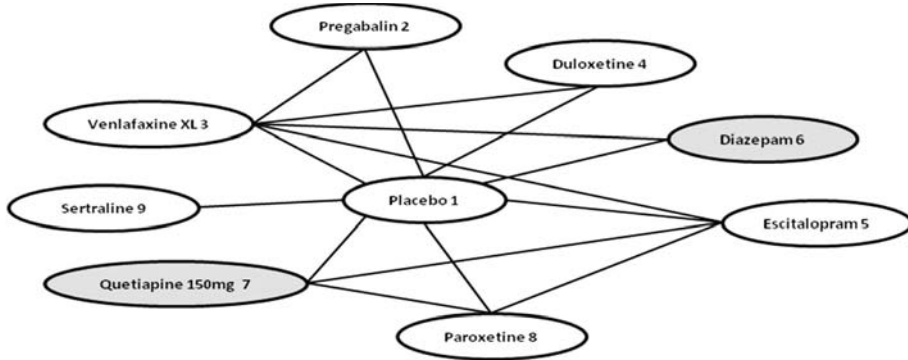 Pregabalin 2
Duloxetine 4
Venlafaxine XL 3
Diazepam 6
Placebo 1
Sertraline 9
Escitalopram 5
Quetiapine 150mg 7
Paroxetine 8